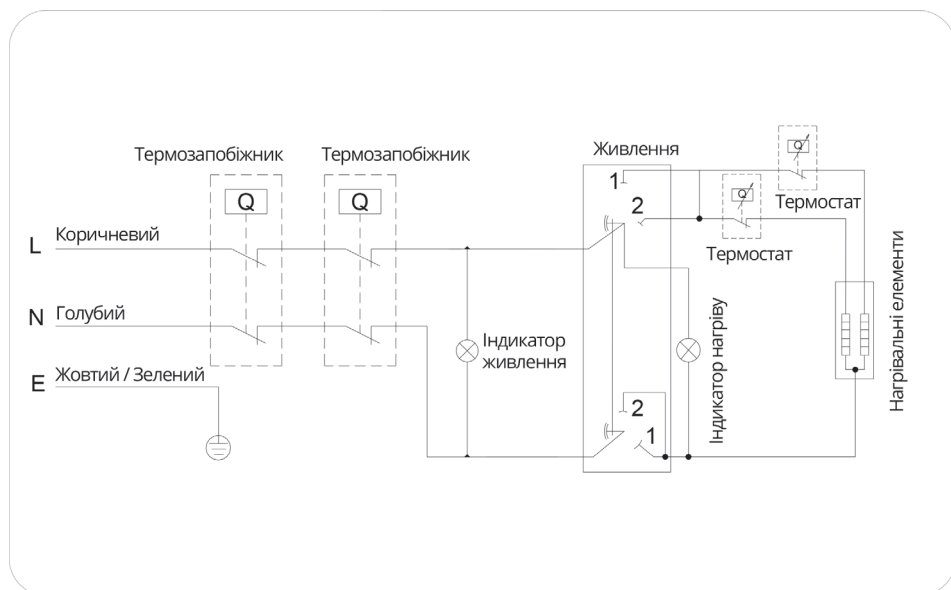 Термозапобіжник
Термозапобіжник
Q
Q
L
Коричневий
N
Голубий
E
Жовтий / Зелений
Індикатор
живлення
Живлення
1
2
2
1
Індикатор нагріву
Q
Термостат
Q
Термостат
Нагрівальні елементи